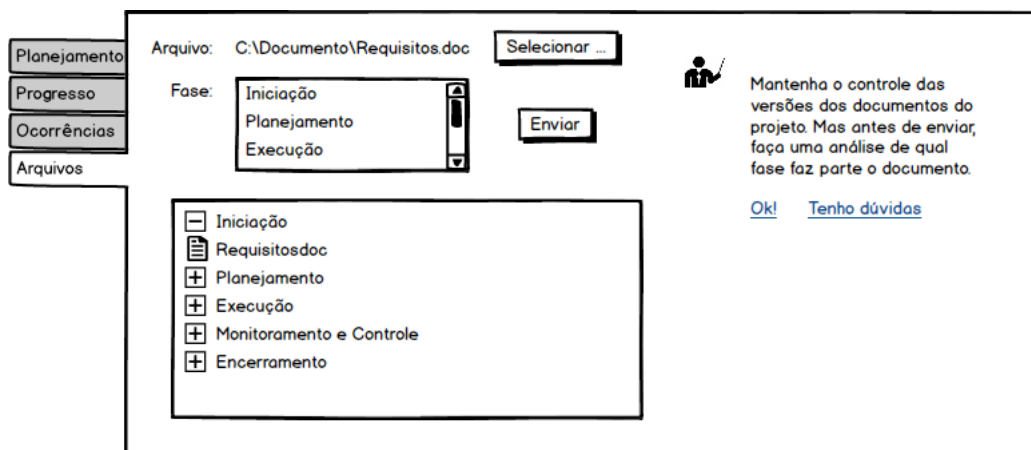 Planejamento
Progresso
Ocorrências
Arquivos
Arquivo: C:\Documento\Requisitos.doc Selecionar ...
Fase:
Iniciação
Planejamento
Execução
Enviar
Iniciação
Requisitosdoc
Planejamento
Execução
Monitoramento e Controle
Encerramento
Mantenha o controle das
versões dos documentos do
projeto. Mas antes de enviar,
faça uma análise de qual
fase faz parte o documento.
Ok! Tenho dúvidas